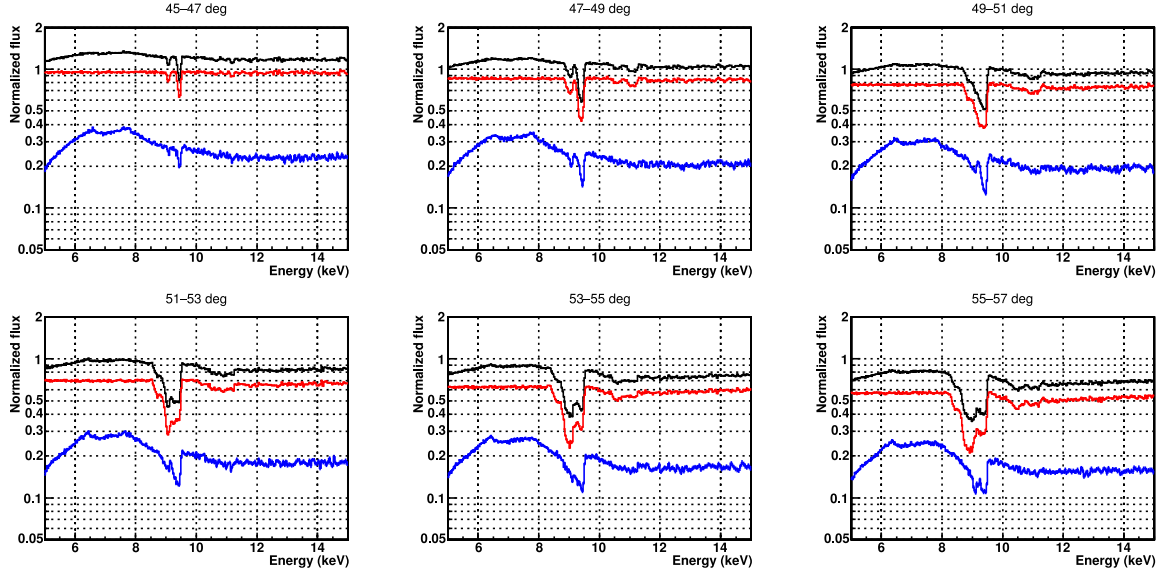 45–47 deg
Normalized flux
2
1
0.5
0.4
0.3
0.2
0.1
0.05
6 8 10 12 14
Energy (keV)
47–49 deg
Normalized flux
2
1
0.5
0.4
0.3
0.2
0.1
0.05
6 8 10 12 14
Energy (keV)
49–51 deg
Normalized flux
2
1
0.5
0.4
0.3
0.2
0.1
0.05
6 8 10 12 14
Energy (keV)
51–53 deg
Normalized flux
2
1
0.5
0.4
0.3
0.2
0.1
0.05
6 8 10 12 14
Energy (keV)
53–55 deg
Normalized flux
2
1
0.5
0.4
0.3
0.2
0.1
0.05
6 8 10 12 14
Energy (keV)
55–57 deg
Normalized flux
2
1
0.5
0.4
0.3
0.2
0.1
0.05
6 8 10 12 14
Energy (keV)